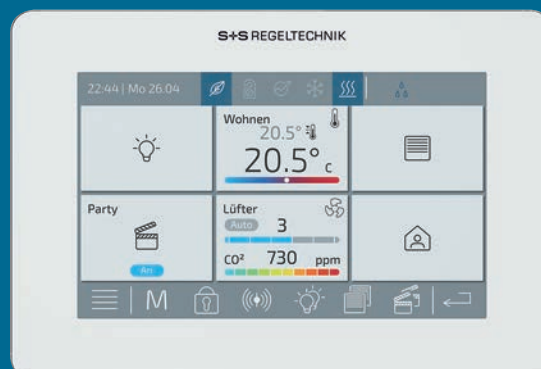 S+S REGELTECHNIK
22:44 | Mo 26.04
Wohnen
20.5°
20.5° c
Party
An
Lüfter
Auto 3
CO² 730 ppm
M